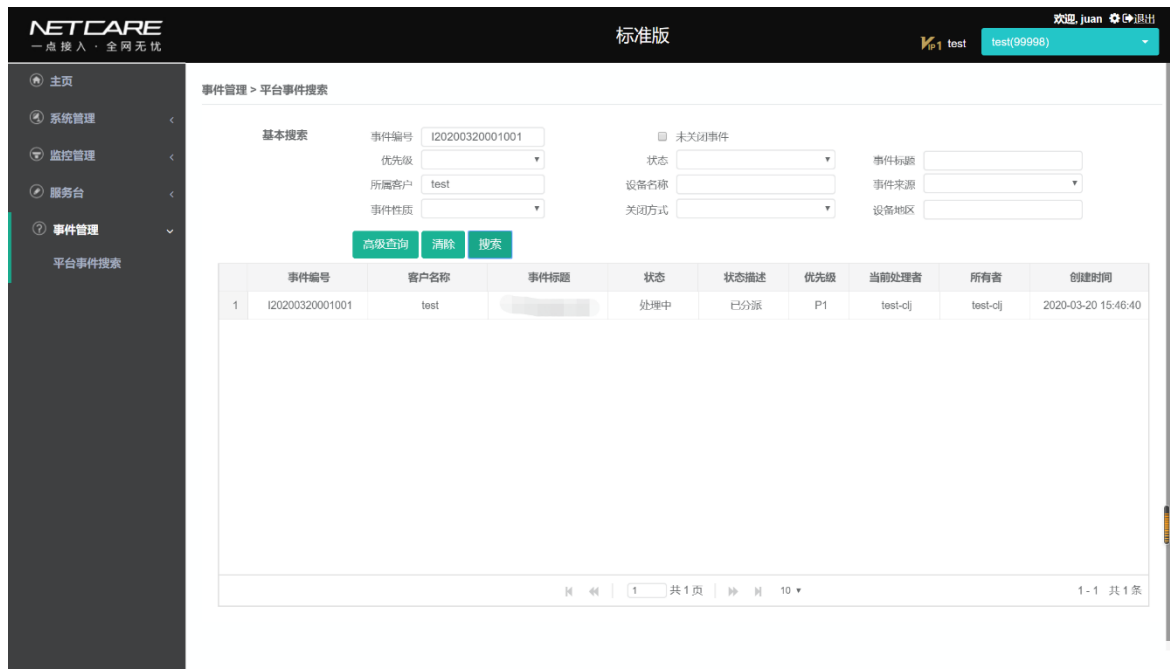 NETCARE
一点接入 · 全网无忧
标准版
欢迎, juan 退出
VIP1 test test(99998)
主页
系统管理
监控管理
服务台
事件管理
平台事件搜索
事件管理 > 平台事件搜索
基本搜索 事件编号 I20200320001001 未关闭事件
优先级 状态 事件标题
所属客户 test 设备名称 事件来源
事件性质 关闭方式 设备地区
高级查询 清除 搜索
事件编号 客户名称 事件标题 状态 状态描述 优先级 当前处理者 所有者 创建时间
1 I20200320001001 test 处理中 已分派 P1 test-clj test-clj 2020-03-20 15:46:40
1 共 1 页 10 1 - 1 共 1 条